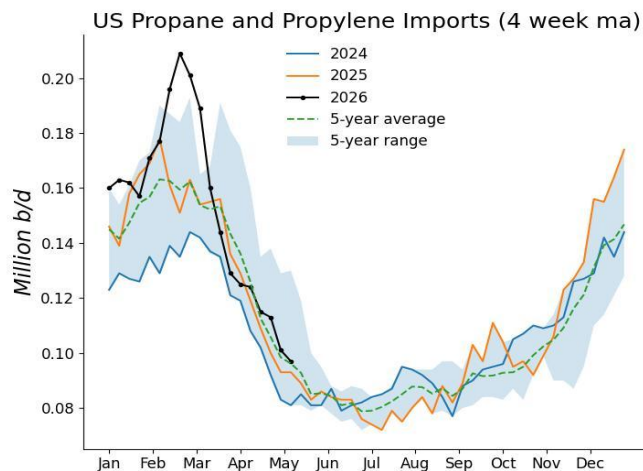 US Propane and Propylene Imports (4 week ma)
2024
2025
2026
5-year average
5-year range
Million b/d
0.20
0.18
0.16
0.14
0.12
0.10
0.08
Jan Feb Mar Apr May Jun Jul Aug Sep Oct Nov Dec